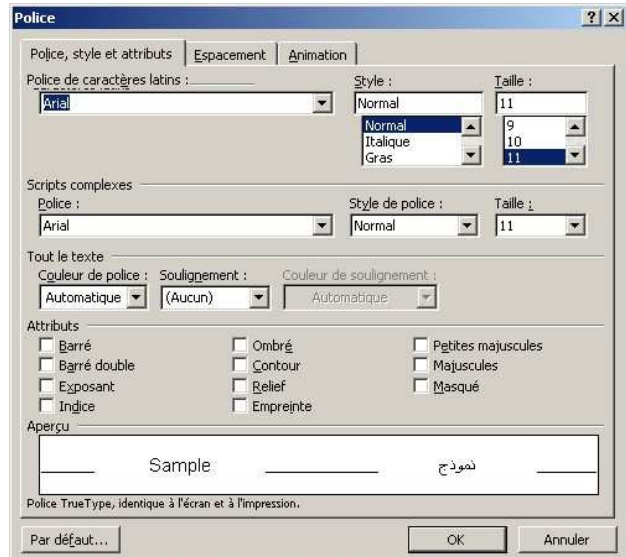 Police
Police, style et attributs Espacement Animation
Police de caractères latins : Style : Taille :
Arial Normal 11
Normal 9
Italique 10
Gras 11
Scripts complexes
Police : Style de police : Taille :
Arial Normal 11
Tout le texte
Couleur de police : Soulignement : Couleur de soulignement :
Automatique (Aucun) Automatique
Attributs
Barré Ombré Petites majuscules
Barré double Contour Majuscules
Exposant Relief Masqué
Indice Empreinte
Aperçu
Sample نموذج
Police TrueType, identique à l'écran et à l'impression.
Par défaut... OK Annuler